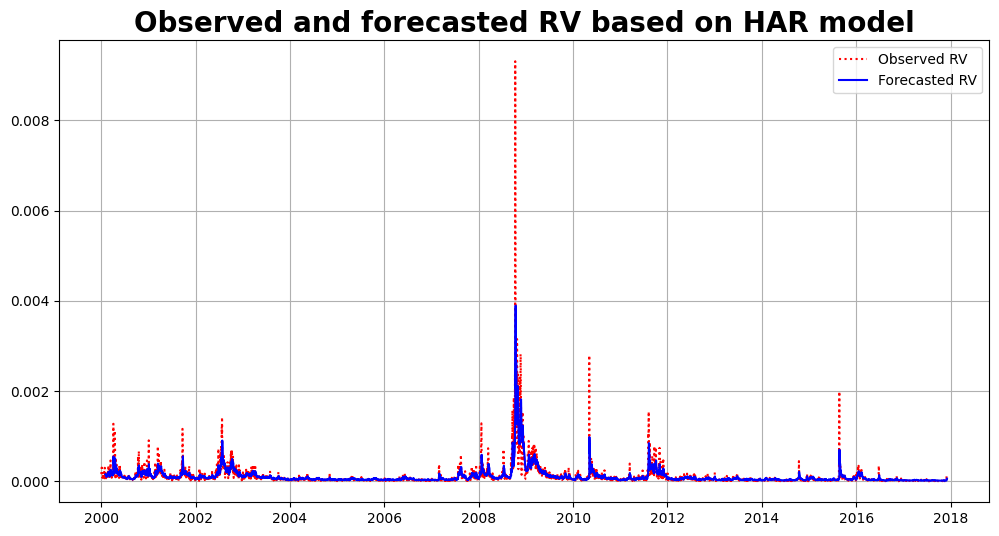 Observed and forecasted RV based on HAR model
Observed RV
Forecasted RV
0.008
0.006
0.004
0.002
0.000
2000 2002 2004 2006 2008 2010 2012 2014 2016 2018